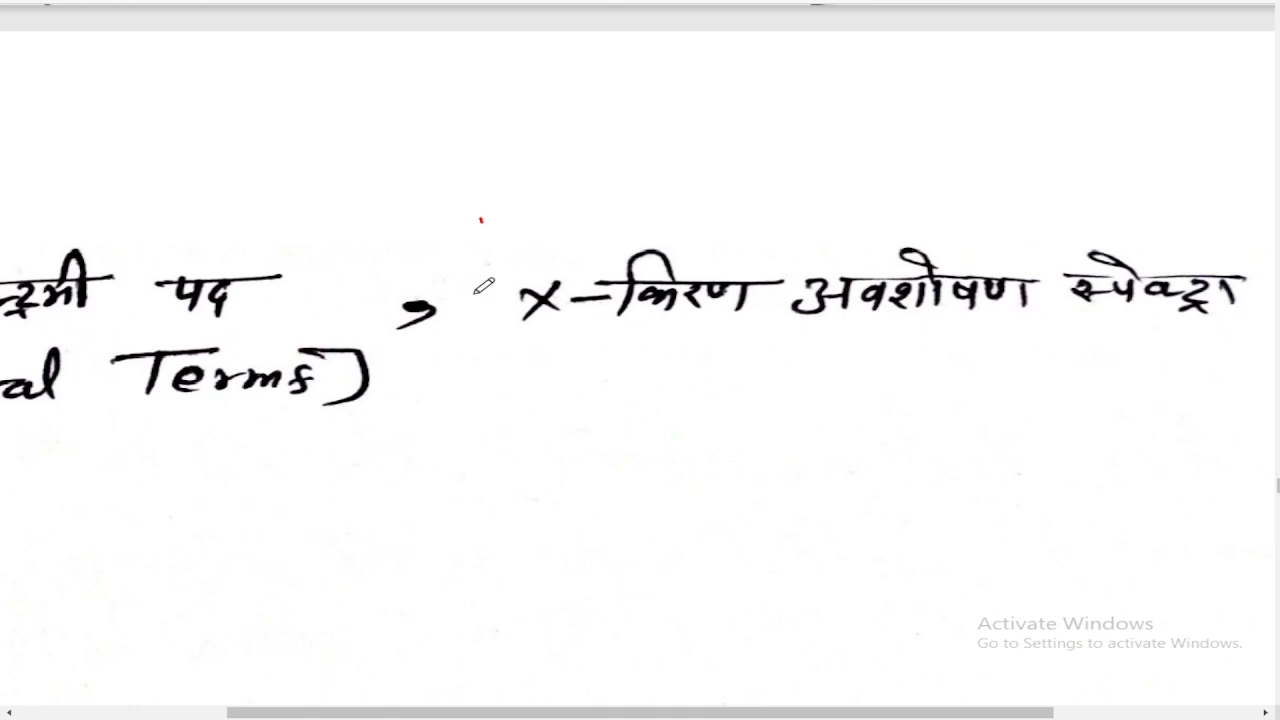 पद , X-किरण अवशोषण स्पेक्ट्रा
al Terms)
Activate Windows
Go to Settings to activate Windows.